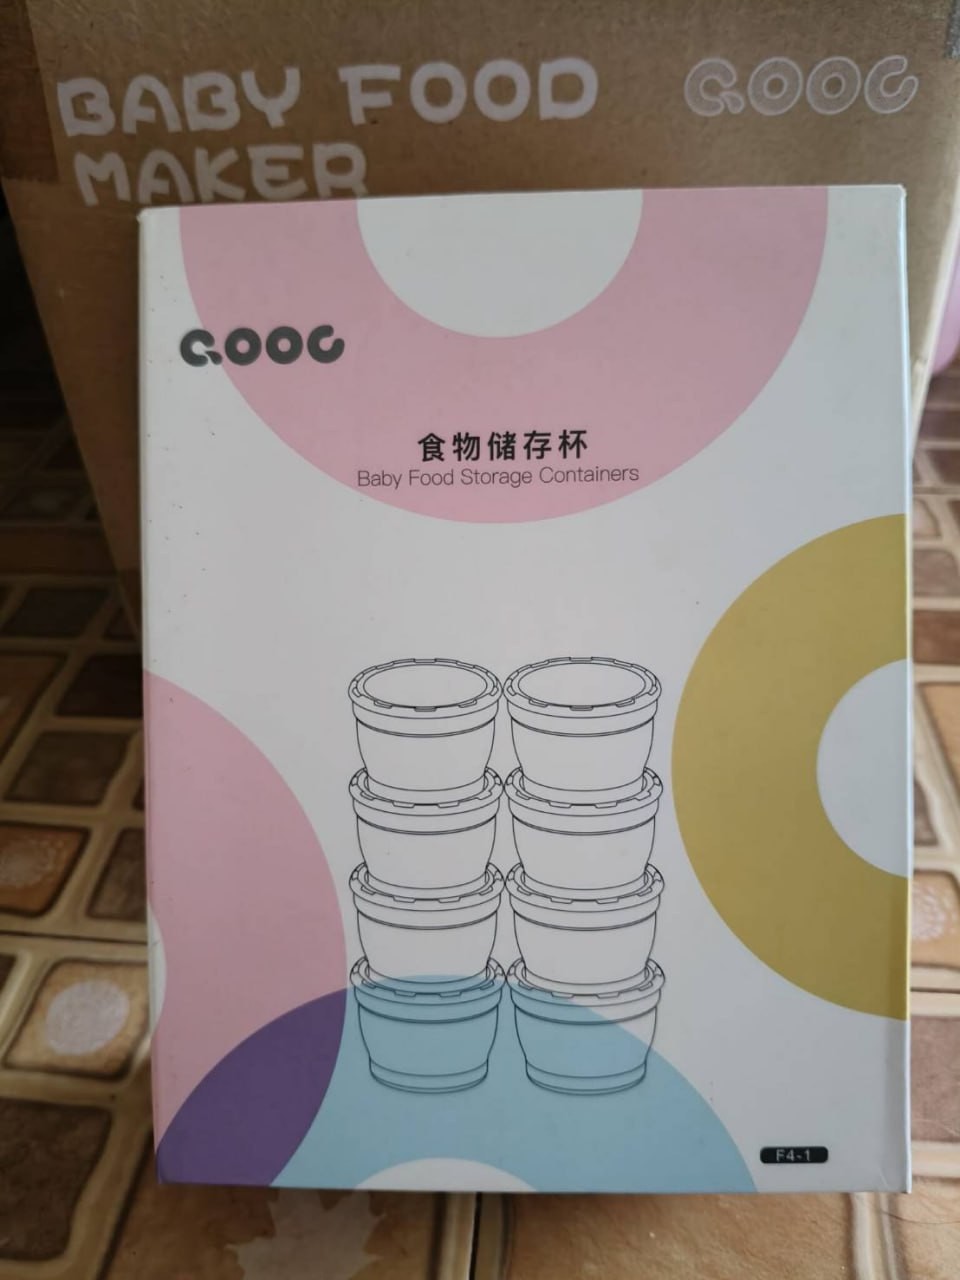 BABY FOOD
MAKER
QOOC
QOOC
食物储存杯
Baby Food Storage Containers
F4-1